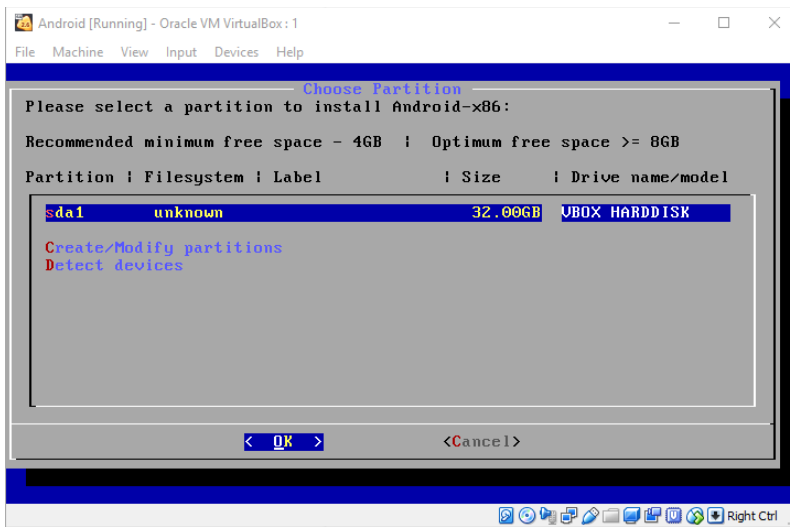 Android [Running] - Oracle VM VirtualBox : 1
File Machine View Input Devices Help
Choose Partition
Please select a partition to install Android-x86:
Recommended minimum free space - 4GB | Optimum free space >= 8GB
Partition | Filesystem | Label | Size | Drive name/model
sda1 unknown 32.00GB VBOX HARDDISK
Create/Modify partitions
Detect devices
< OK > <Cancel>
Right Ctrl